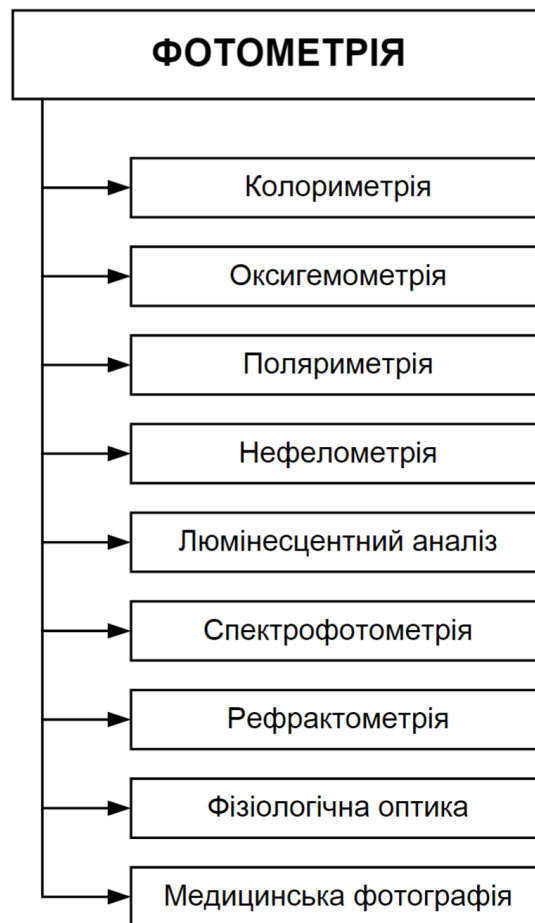 ФОТОМЕТРІЯ
Колориметрія
Оксигемометрія
Поляриметрія
Нефелометрія
Люмінесцентний аналіз
Спектрофотометрія
Рефрактометрія
Фізіологічна оптика
Медицинська фотографія